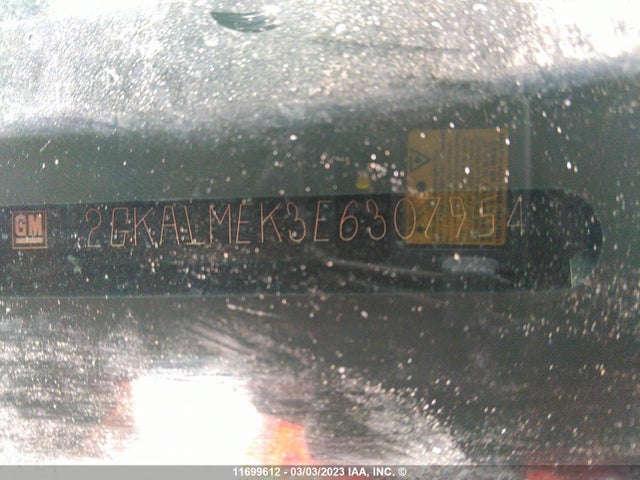 GM 2GKALMEK3E6307954
11699612 - 03/03/2023 IAA, INC. ©